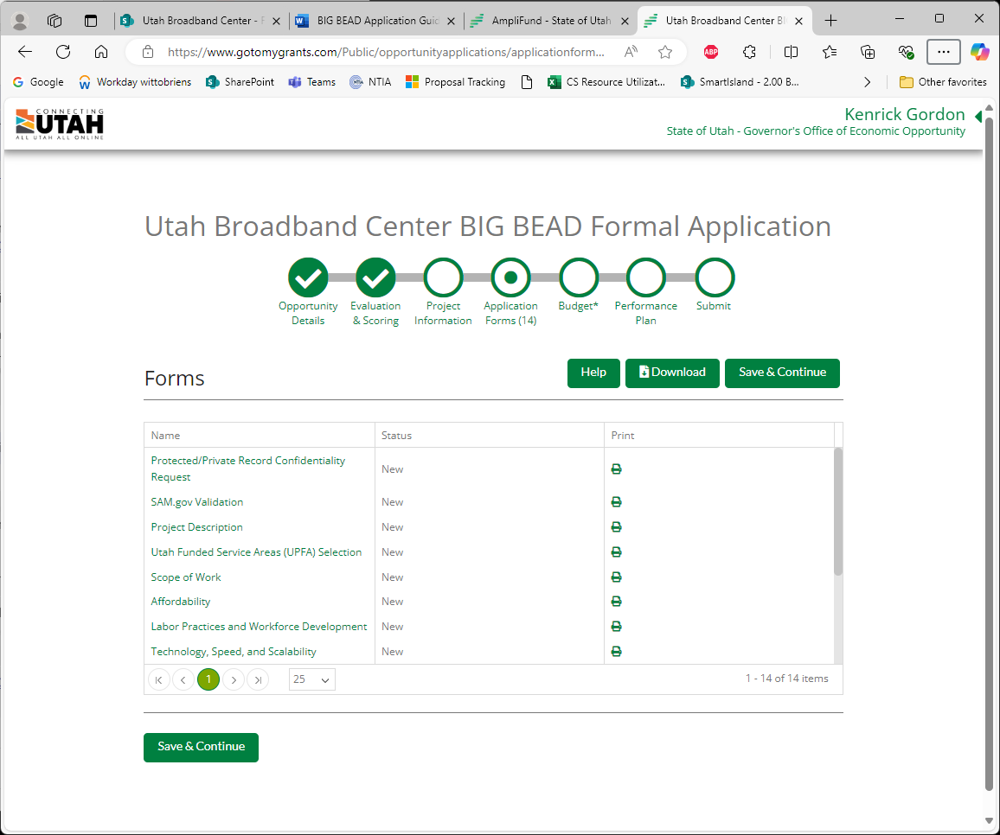 Utah Broadband Center - F
BIG BEAD Application Guid
AmpliFund - State of Utah
Utah Broadband Center BI
https://www.gotomygrants.com/Public/opportunityapplications/applicationform...
ABP
Google
Workday wittobriens
SharePoint
Teams
NTIA
Proposal Tracking
CS Resource Utilizat...
SmartIsland - 2.00 B...
Other favorites
CONNECTING
UTAH
ALL UTAH ALL ONLINE
Kenrick Gordon
State of Utah - Governor's Office of Economic Opportunity
Utah Broadband Center BIG BEAD Formal Application
Opportunity Details
Evaluation & Scoring
Project Information
Application Forms (14)
Budget*
Performance Plan
Submit
Forms
Help
Download
Save & Continue
Name Status Print
Protected/Private Record Confidentiality
Request
New
SAM.gov Validation New
Project Description New
Utah Funded Service Areas (UPFA) Selection New
Scope of Work New
Affordability New
Labor Practices and Workforce Development New
Technology, Speed, and Scalability New
1
25
1 - 14 of 14 items
Save & Continue